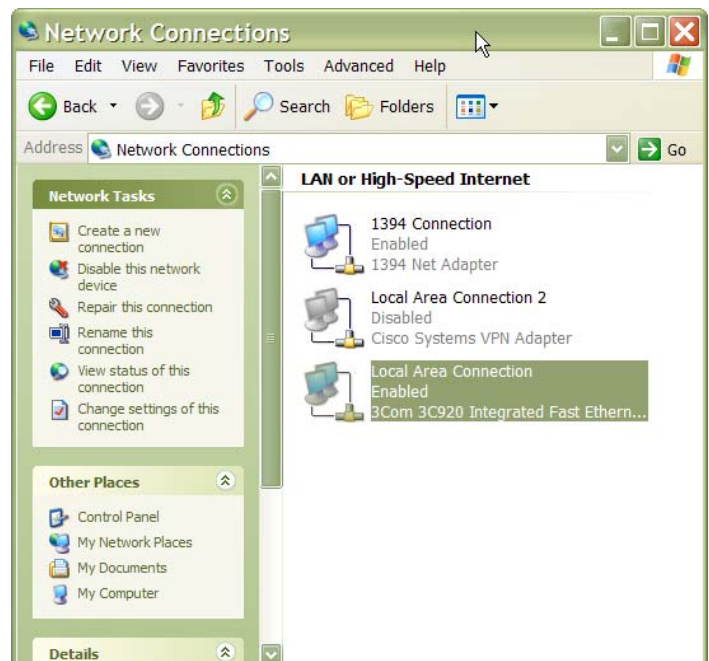 Network Connections
File Edit View Favorites Tools Advanced Help
Back Search Folders
Address Network Connections Go
Network Tasks
Create a new
connection
Disable this network
device
Repair this connection
Rename this
connection
View status of this
connection
Change settings of this
connection
Other Places
Control Panel
My Network Places
My Documents
My Computer
Details
LAN or High-Speed Internet
1394 Connection
Enabled
1394 Net Adapter
Local Area Connection 2
Disabled
Cisco Systems VPN Adapter
Local Area Connection
Enabled
3Com 3C920 Integrated Fast Ethern...